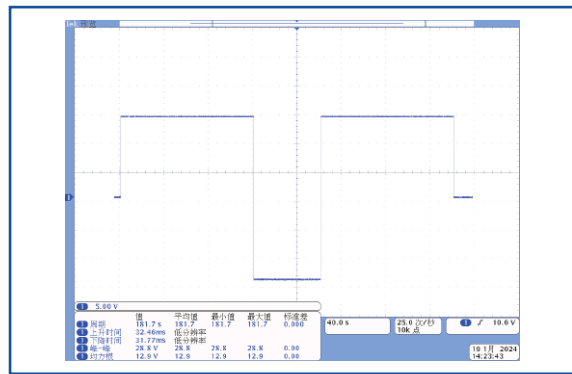 预览
1
1 5.00 V
值 平均值 最小值 最大值 标准差
1 周期 181.7 s 181.7 181.7 181.7 0.000
1 上升时间 32.46ms 低分辨率
1 下降时间 31.77ms 低分辨率
1 峰-峰 28.8 V 28.8 28.8 28.8 0.00
1 均方根 12.9 V 12.9 12.9 12.9 0.00
40.0 s
25.0 次/秒
10k 点
1 10.0 V
19 1月 2024
14:23:43